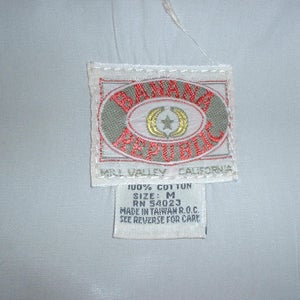 BANANA
REPUBLIC
MILL VALLEY CALIFORNIA
100% COTTON
SIZE: M
RN 54023
MADE IN TAIWAN R.O.C.
SEE REVERSE FOR CARE